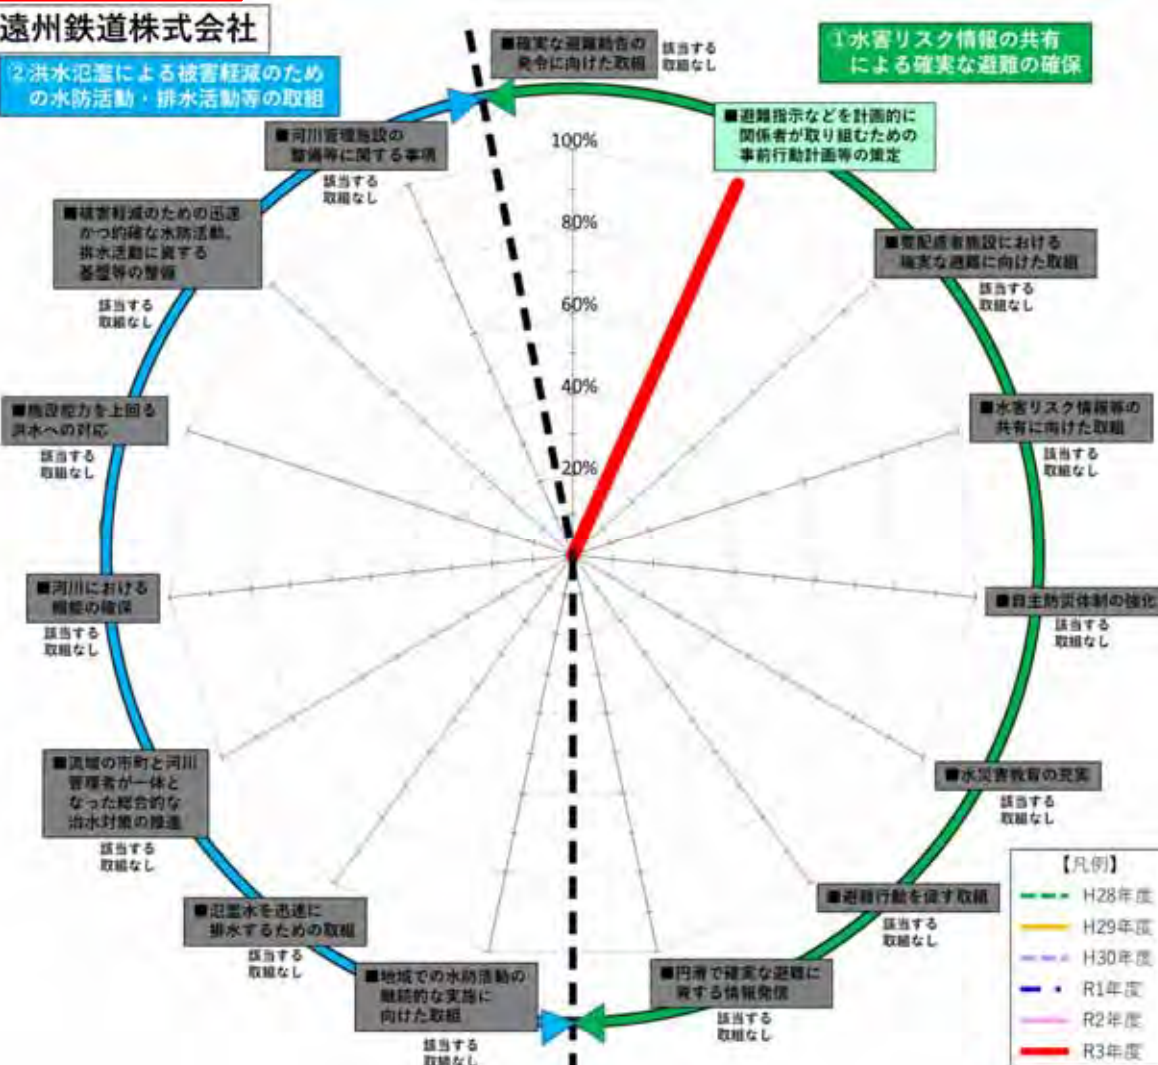 遠州鉄道株式会社
②洪水氾濫による被害軽減のため
の水防活動・排水活動等の取組
①水害リスク情報の共有
による確実な避難の確保
■確実な避難勧告の
発令に向けた取組
該当する
取組なし
■避難指示などを計画的に
関係者が取り組むための
事前行動計画等の策定
■要配慮者施設における
確実な避難に向けた取組
該当する
取組なし
■水害リスク情報等の
共有に向けた取組
該当する
取組なし
■自主防災体制の強化
該当する
取組なし
■水災害教育の充実
該当する
取組なし
■避難行動を促す取組
該当する
取組なし
■円滑で確実な避難に
資する情報発信
該当する
取組なし
■地域での水防活動の
継続的な実施に
向けた取組
該当する
取組なし
■氾濫水を迅速に
排水するための取組
該当する
取組なし
■流域の市町と河川
管理者が一体と
なった総合的な
治水対策の推進
該当する
取組なし
■河川における
機能の確保
該当する
取組なし
■施設能力を上回る
洪水への対応
該当する
取組なし
■被害軽減のための迅速
かつ的確な水防活動、
排水活動に資する
基盤等の整備
該当する
取組なし
■河川管理施設の
整備等に関する事項
該当する
取組なし
100%
80%
60%
40%
20%
【凡例】
H28年度
H29年度
H30年度
R1年度
R2年度
R3年度